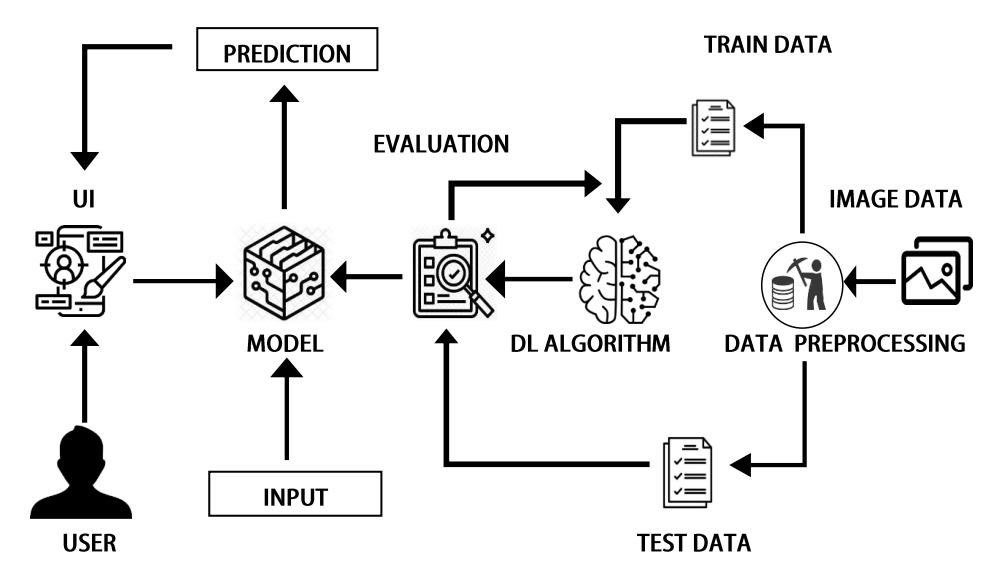 PREDICTION
TRAIN DATA
EVALUATION
UI
IMAGE DATA
MODEL
DL ALGORITHM
DATA PREPROCESSING
INPUT
USER
TEST DATA